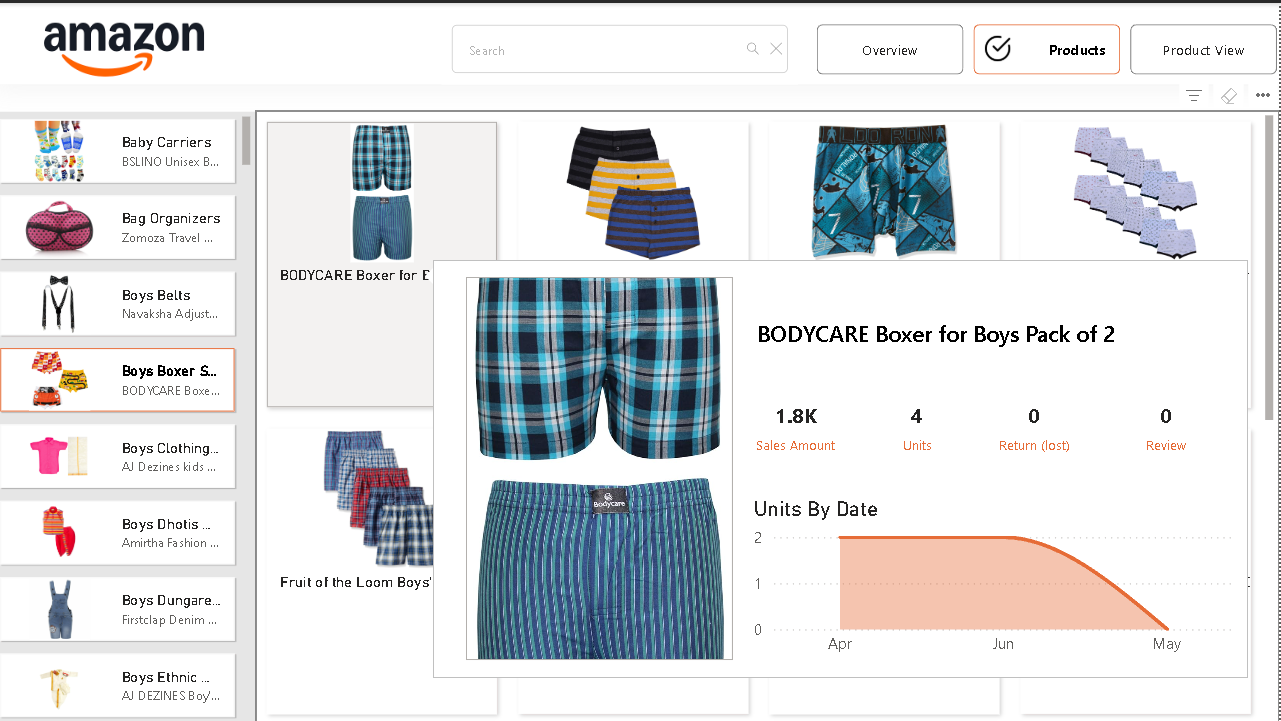 amazon
Search
Overview
Products
Product View
Baby Carriers
BSLINO Unisex B...
Bag Organizers
Zomoza Travel ...
Boys Belts
Navaksha Adjust...
Boys Boxer S...
BODYCARE Boxe...
Boys Clothing...
AJ Dezines kids ...
Boys Dhotis ...
Amirtha Fashion ...
Boys Dungare...
Firstclap Denim ...
Boys Ethnic ...
AJ DEZINES Boy'...
BODYCARE Boxer for
Fruit of the Loom Boys'
Bodycare
BODYCARE Boxer for Boys Pack of 2
1.8K
4
0
0
Sales Amount
Units
Return (lost)
Review
Units By Date
2
1
0
Apr
Jun
May